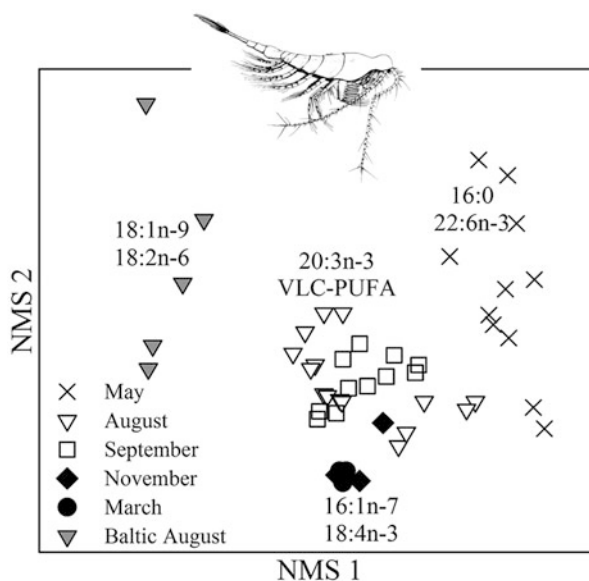 16:0
22:6n-3
18:1n-9
18:2n-6
20:3n-3
VLC-PUFA
NMS 2
May
August
September
November
March
Baltic August
16:1n-7
18:4n-3
NMS 1